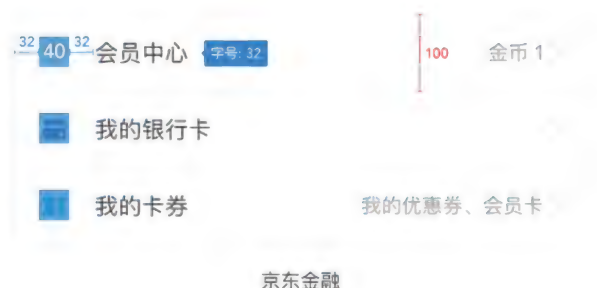 32 40 32 会员中心 字号: 32 100 金币 1
我的银行卡
我的卡券 我的优惠券、会员卡
京东金融